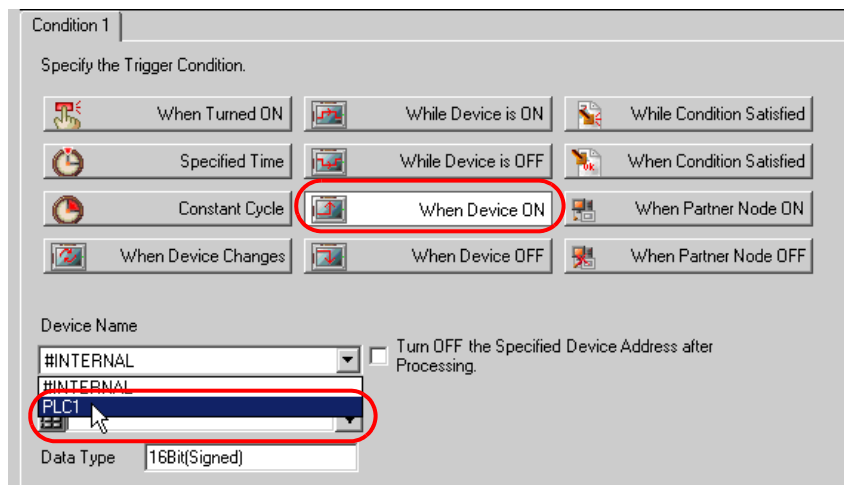 Condition 1
Specify the Trigger Condition.
When Turned ON
While Device is ON
While Condition Satisfied
Specified Time
While Device is OFF
When Condition Satisfied
Constant Cycle
When Device ON
When Partner Node ON
When Device Changes
When Device OFF
When Partner Node OFF
Device Name
#INTERNAL
Turn OFF the Specified Device Address after
Processing.
#INTERNAL
PLC1
Data Type
16Bit(Signed)